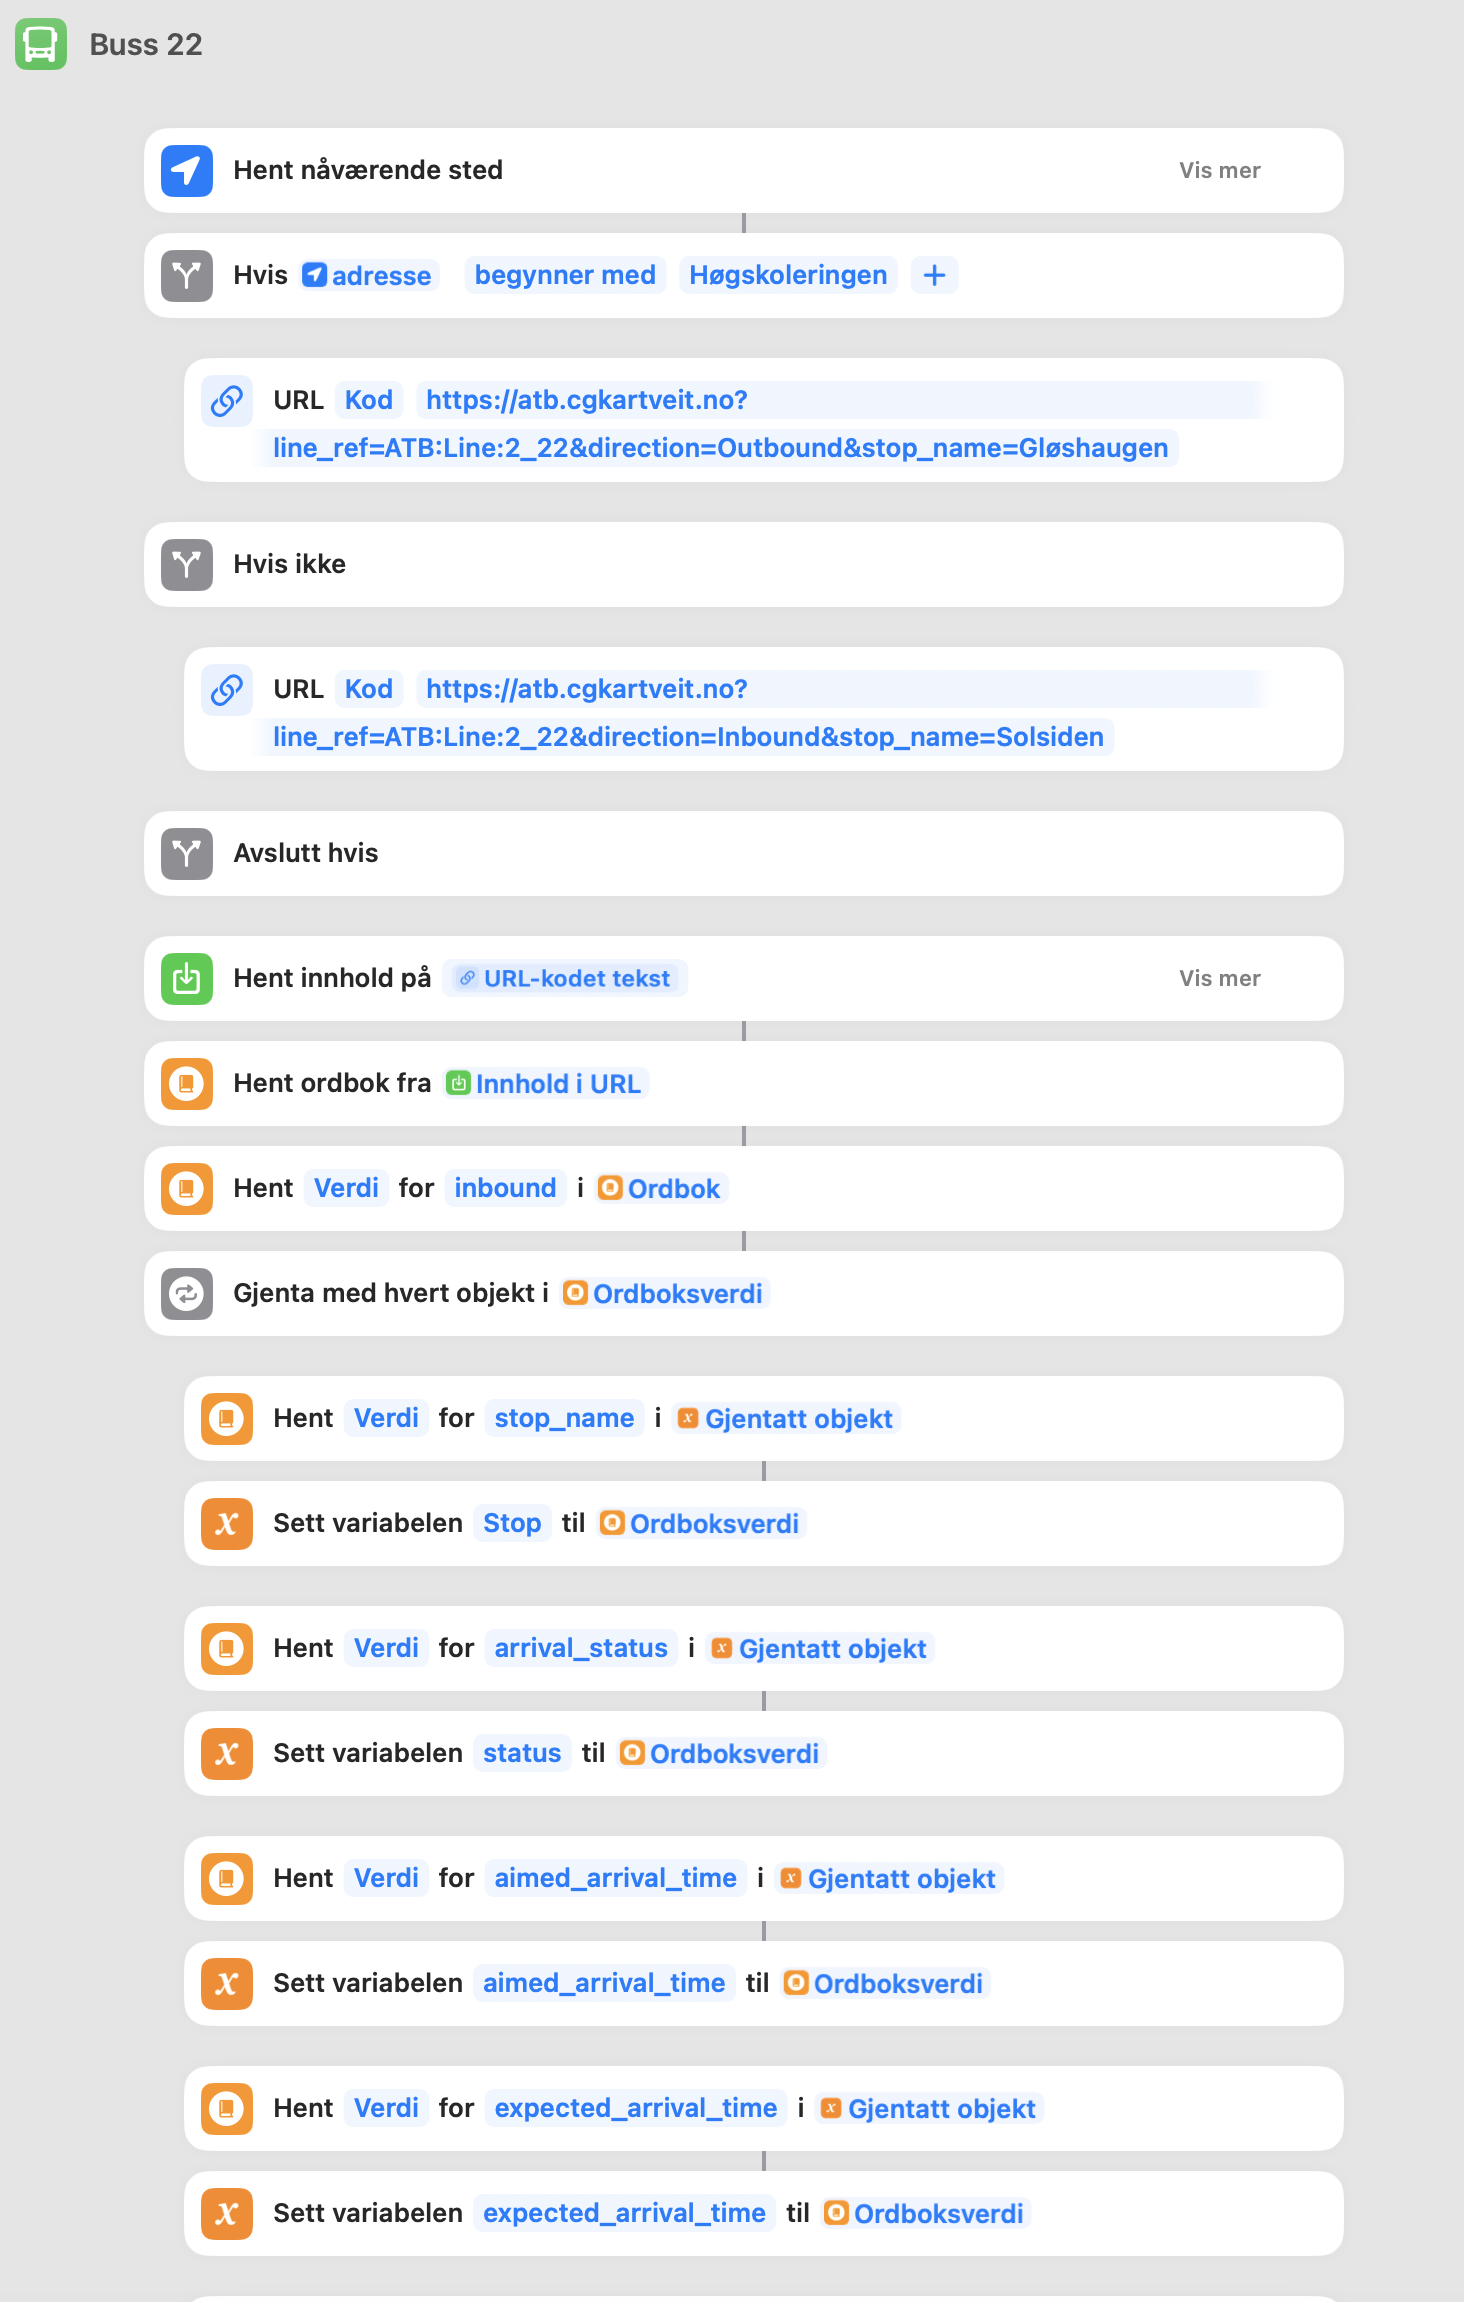 Buss 22
Hent nåværende sted Vis mer
Hvis adresse begynner med Høgskoleringen +
URL Kod https://atb.cgkartveit.no?
line_ref=ATB:Line:2_22&direction=Outbound&stop_name=Gløshaugen
Hvis ikke
URL Kod https://atb.cgkartveit.no?
line_ref=ATB:Line:2_22&direction=Inbound&stop_name=Solsiden
Avslutt hvis
Hent innhold på URL-kodet tekst Vis mer
Hent ordbok fra Innhold i URL
Hent Verdi for inbound i Ordbok
Gjenta med hvert objekt i Ordboksverdi
Hent Verdi for stop_name i Gjentatt objekt
Sett variabelen Stop til Ordboksverdi
Hent Verdi for arrival_status i Gjentatt objekt
Sett variabelen status til Ordboksverdi
Hent Verdi for aimed_arrival_time i Gjentatt objekt
Sett variabelen aimed_arrival_time til Ordboksverdi
Hent Verdi for expected_arrival_time i Gjentatt objekt
Sett variabelen expected_arrival_time til Ordboksverdi